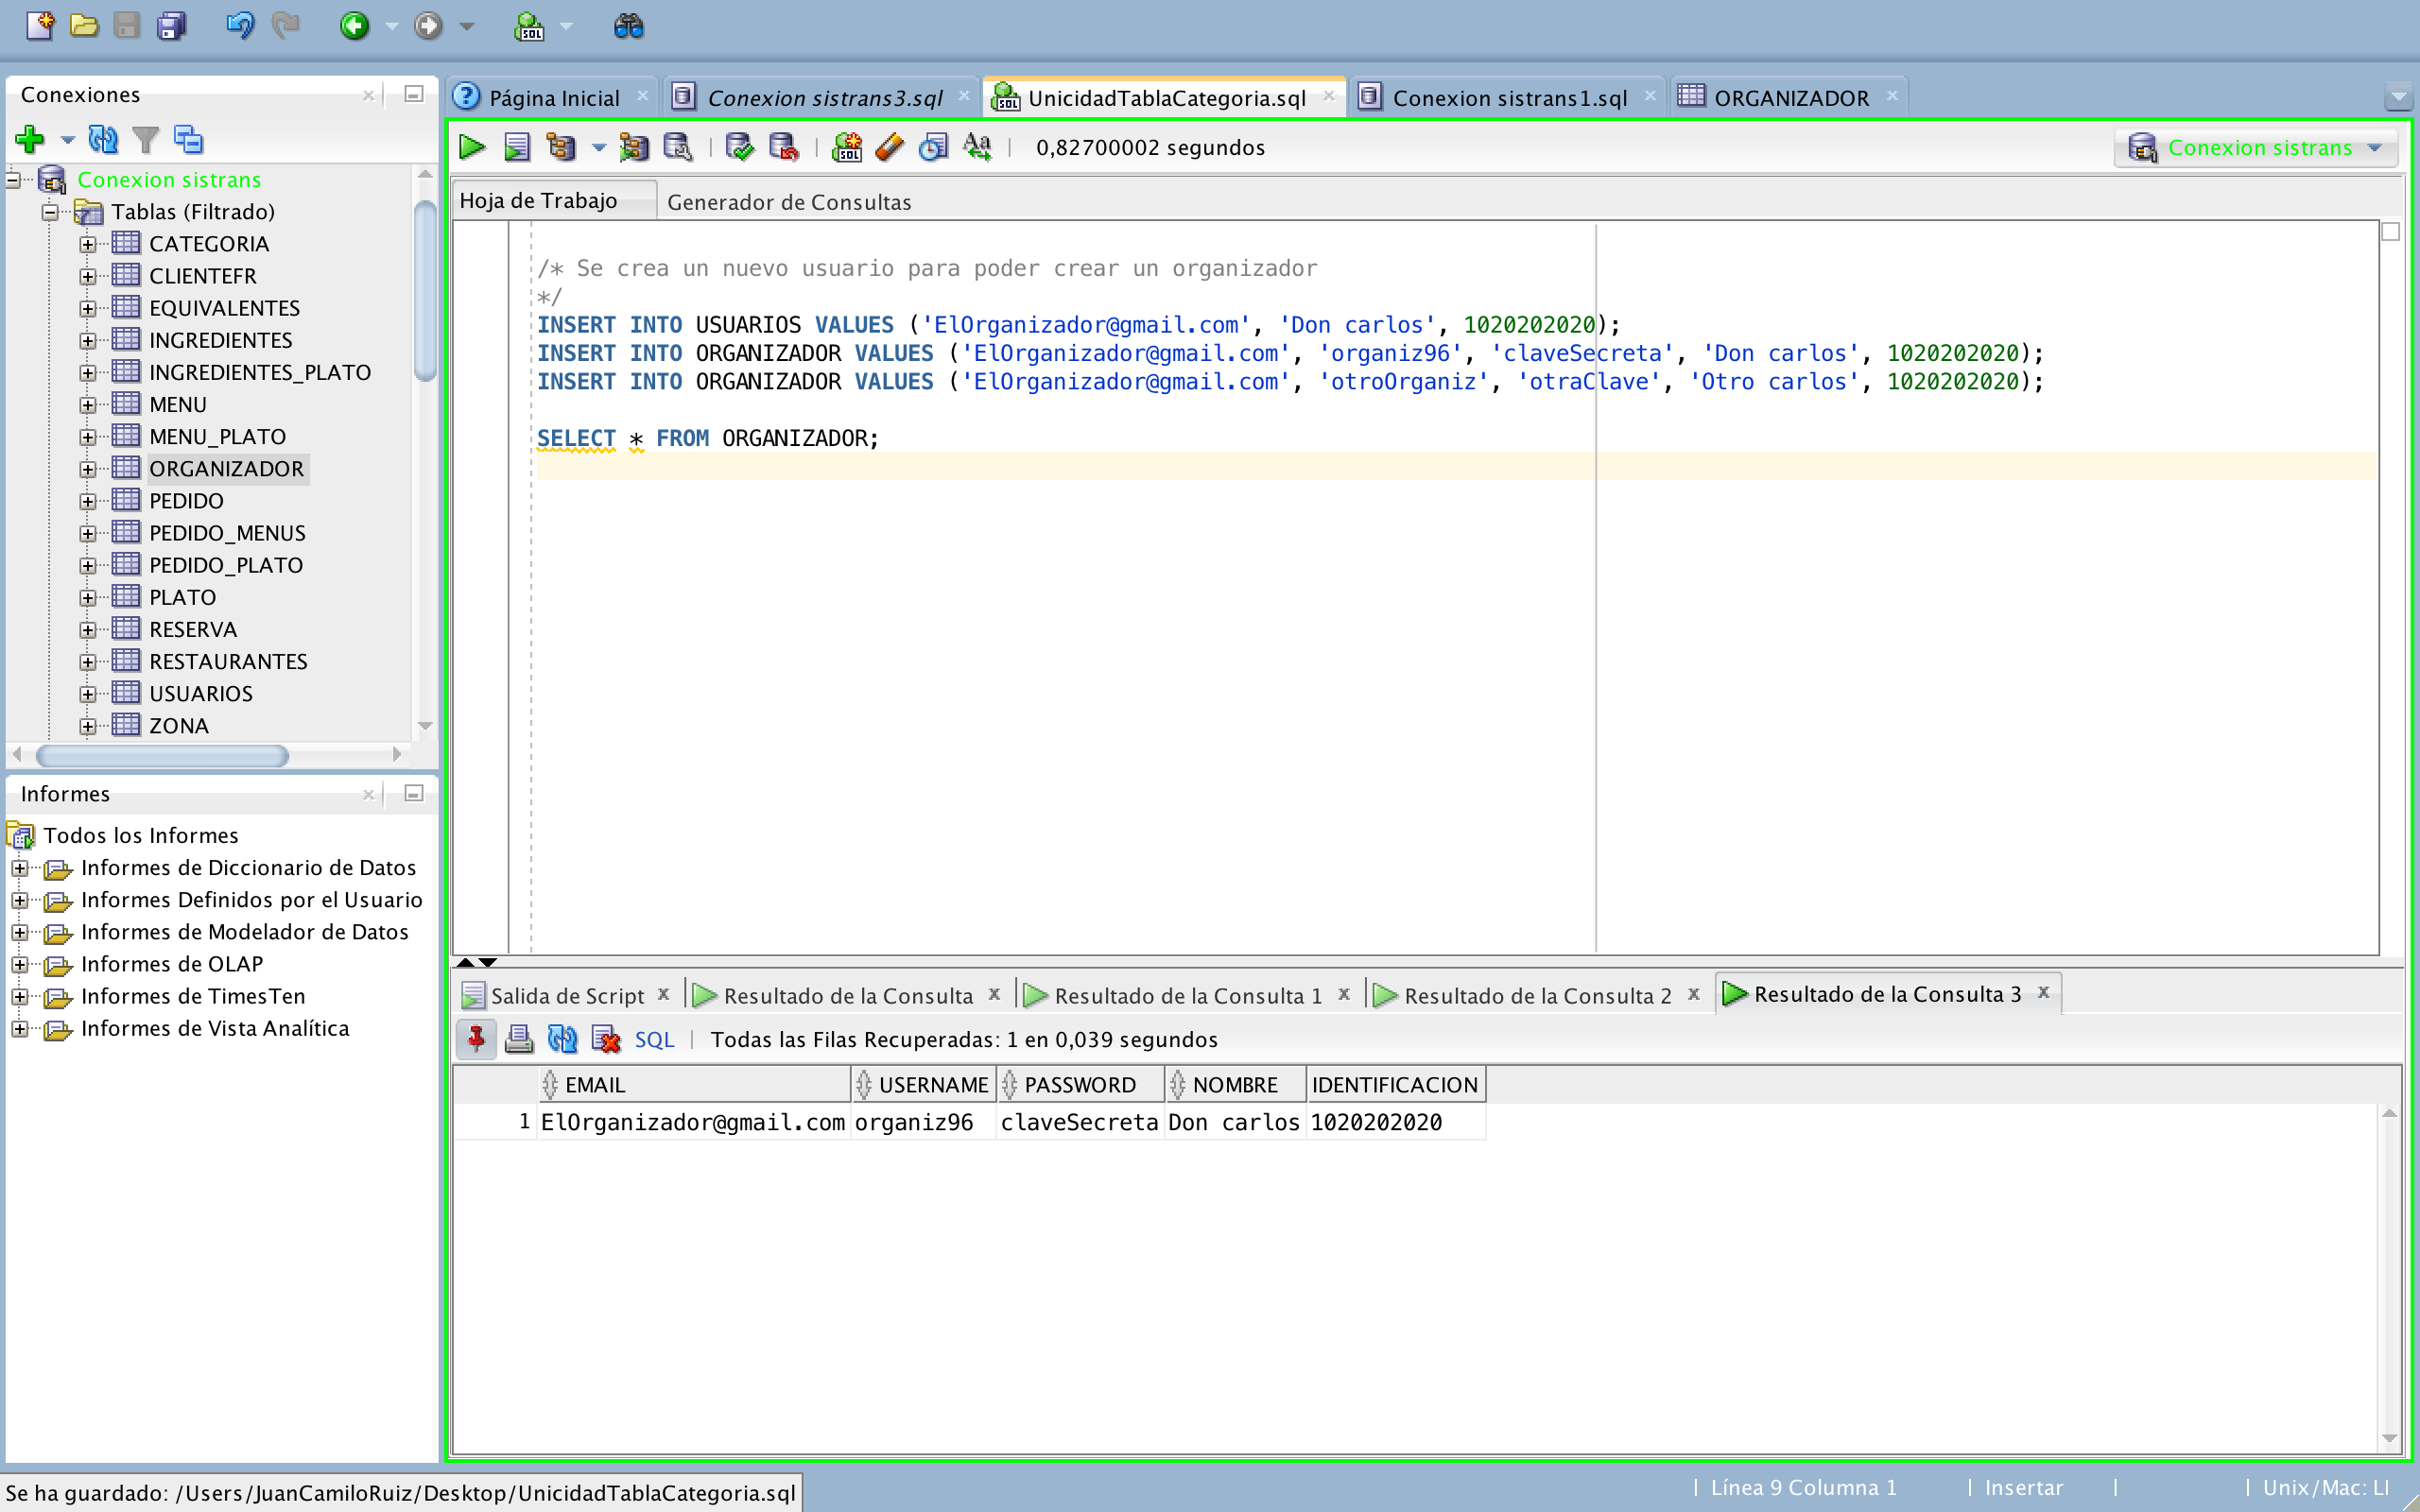 Conexiones
Conexion sistrans
Tablas (Filtrado)
CATEGORIA
CLIENTEFR
EQUIVALENTES
INGREDIENTES
INGREDIENTES_PLATO
MENU
MENU_PLATO
ORGANIZADOR
PEDIDO
PEDIDO_MENUS
PEDIDO_PLATO
PLATO
RESERVA
RESTAURANTES
USUARIOS
ZONA
Informes
Todos los Informes
Informes de Diccionario de Datos
Informes Definidos por el Usuario
Informes de Modelador de Datos
Informes de OLAP
Informes de TimesTen
Informes de Vista Analítica
Página Inicial Conexion sistrans3.sql UnicidadTablaCategoria.sql Conexion sistrans1.sql ORGANIZADOR
0,82700002 segundos Conexion sistrans
Hoja de Trabajo Generador de Consultas
/* Se crea un nuevo usuario para poder crear un organizador
*/
INSERT INTO USUARIOS VALUES ('ElOrganizador@gmail.com', 'Don carlos', 1020202020);
INSERT INTO ORGANIZADOR VALUES ('ElOrganizador@gmail.com', 'organiz96', 'claveSecreta', 'Don carlos', 1020202020);
INSERT INTO ORGANIZADOR VALUES ('ElOrganizador@gmail.com', 'otroOrganiz', 'otraClave', 'Otro carlos', 1020202020);
SELECT * FROM ORGANIZADOR;
Salida de Script Resultado de la Consulta Resultado de la Consulta 1 Resultado de la Consulta 2 Resultado de la Consulta 3
SQL Todas las Filas Recuperadas: 1 en 0,039 segundos
EMAIL USERNAME PASSWORD NOMBRE IDENTIFICACION
1 ElOrganizador@gmail.com organiz96 claveSecreta Don carlos 1020202020
Se ha guardado: /Users/JuanCamiloRuiz/Desktop/UnicidadTablaCategoria.sql
Línea 9 Columna 1 Insertar Unix/Mac: LI